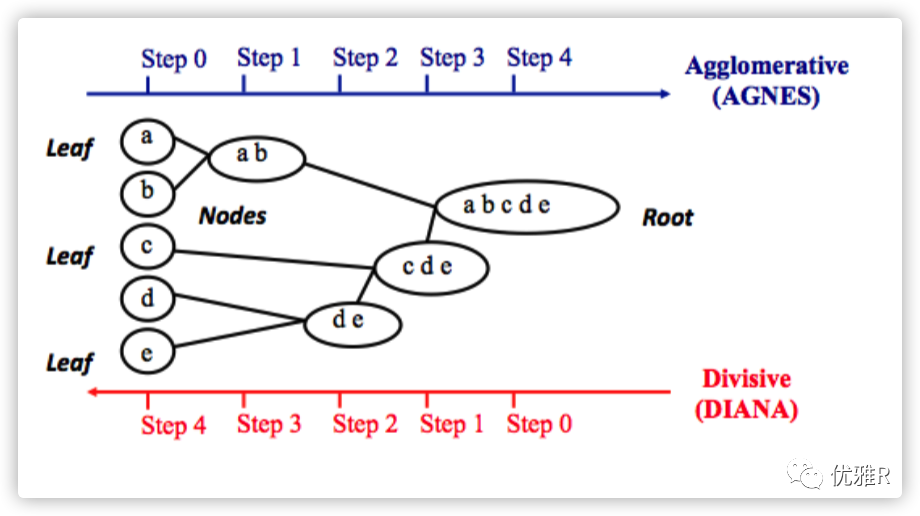 Step 0 Step 1 Step 2 Step 3 Step 4
Agglomerative
(AGNES)
Leaf
a
a b
b
Nodes
a b c d e
Root
c
Leaf
c d e
d
d e
e
Leaf
Divisive
(DIANA)
Step 4 Step 3 Step 2 Step 1 Step 0
优雅R